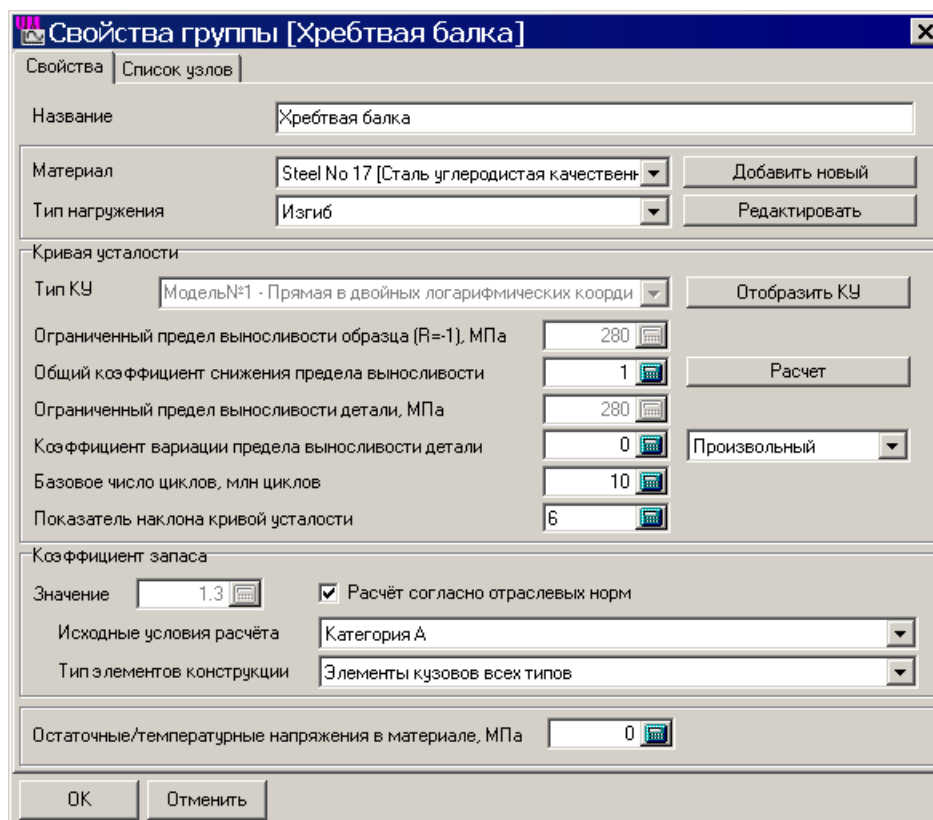 Свойства группы [Хребтвая балка]
Свойства Список узлов
Название Хребтвая балка
Материал Steel No 17 [Сталь углеродистая качественн Добавить новый
Тип нагружения Изгиб Редактировать
Кривая усталости
Тип КУ Модель№1 - Прямая в двойных логарифмических коорди Отобразить КУ
Ограниченный предел выносливости образца (R=-1), МПа 280
Общий коэффициент снижения предела выносливости 1 Расчет
Ограниченный предел выносливости детали, МПа 280
Коэффициент вариации предела выносливости детали 0 Произвольный
Базовое число циклов, млн циклов 10
Показатель наклона кривой усталости 6
Коэффициент запаса
Значение 1.3 Расчёт согласно отраслевых норм
Исходные условия расчёта Категория А
Тип элементов конструкции Элементы кузовов всех типов
Остаточные/температурные напряжения в материале, МПа 0
OK Отменить